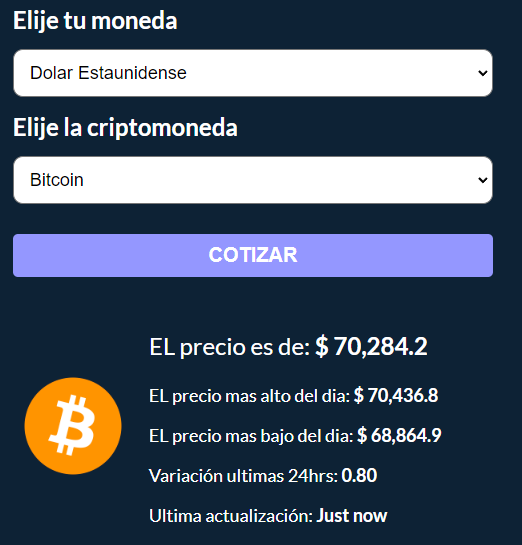 Elije tu moneda
Dolar Estaunidense
Elije la criptomoneda
Bitcoin
COTIZAR
EL precio es de: $ 70,284.2
EL precio mas alto del dia: $ 70,436.8
EL precio mas bajo del dia: $ 68,864.9
Variación ultimas 24hrs: 0.80
Ultima actualización: Just now